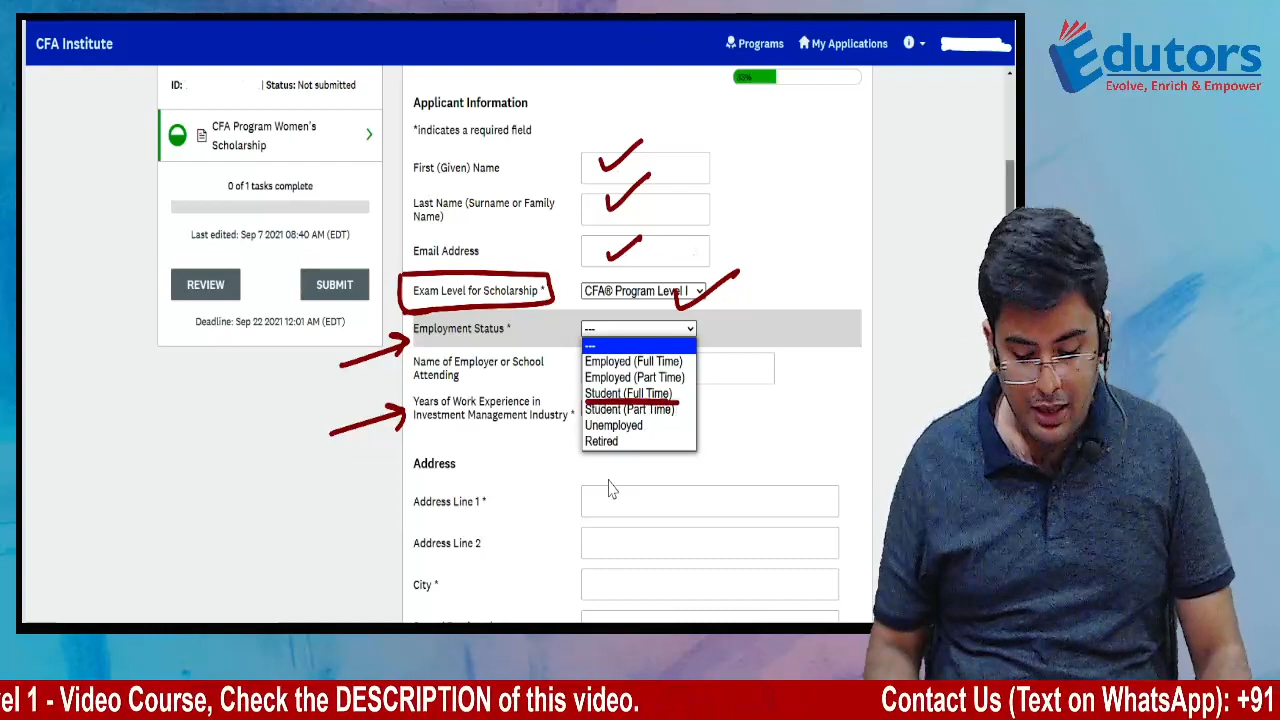 CFA Institute
Programs
My Applications
Edutors
Evolve, Enrich & Empower
ID:
Status: Not submitted
CFA Program Women's
Scholarship
0 of 1 tasks complete
Last edited: Sep 7 2021 08:40 AM (EDT)
REVIEW
SUBMIT
Deadline: Sep 22 2021 12:01 AM (EDT)
33%
Applicant Information
*indicates a required field
First (Given) Name
Last Name (Surname or Family
Name)
Email Address
Exam Level for Scholarship *
CFA® Program Level I
Employment Status *
---
---
Employed (Full Time)
Employed (Part Time)
Student (Full Time)
Student (Part Time)
Unemployed
Retired
Name of Employer or School
Attending
Years of Work Experience in
Investment Management Industry *
Address
Address Line 1 *
Address Line 2
City *
vel 1 - Video Course, Check the DESCRIPTION of this video.
Contact Us (Text on WhatsApp): +91